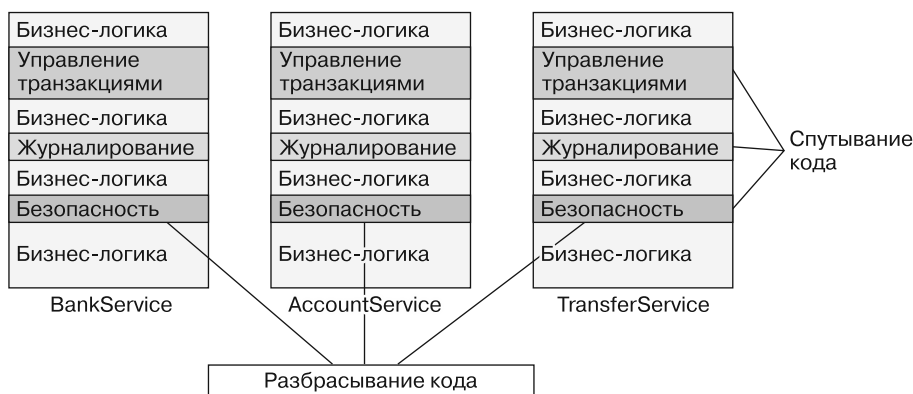 Бизнес-логика
Управление
транзакциями
Бизнес-логика
Журналирование
Бизнес-логика
Безопасность
Бизнес-логика
BankService
Бизнес-логика
Управление
транзакциями
Бизнес-логика
Журналирование
Бизнес-логика
Безопасность
Бизнес-логика
AccountService
Бизнес-логика
Управление
транзакциями
Бизнес-логика
Журналирование
Бизнес-логика
Безопасность
Бизнес-логика
TransferService
Спутывание
кода
Разбрасывание кода